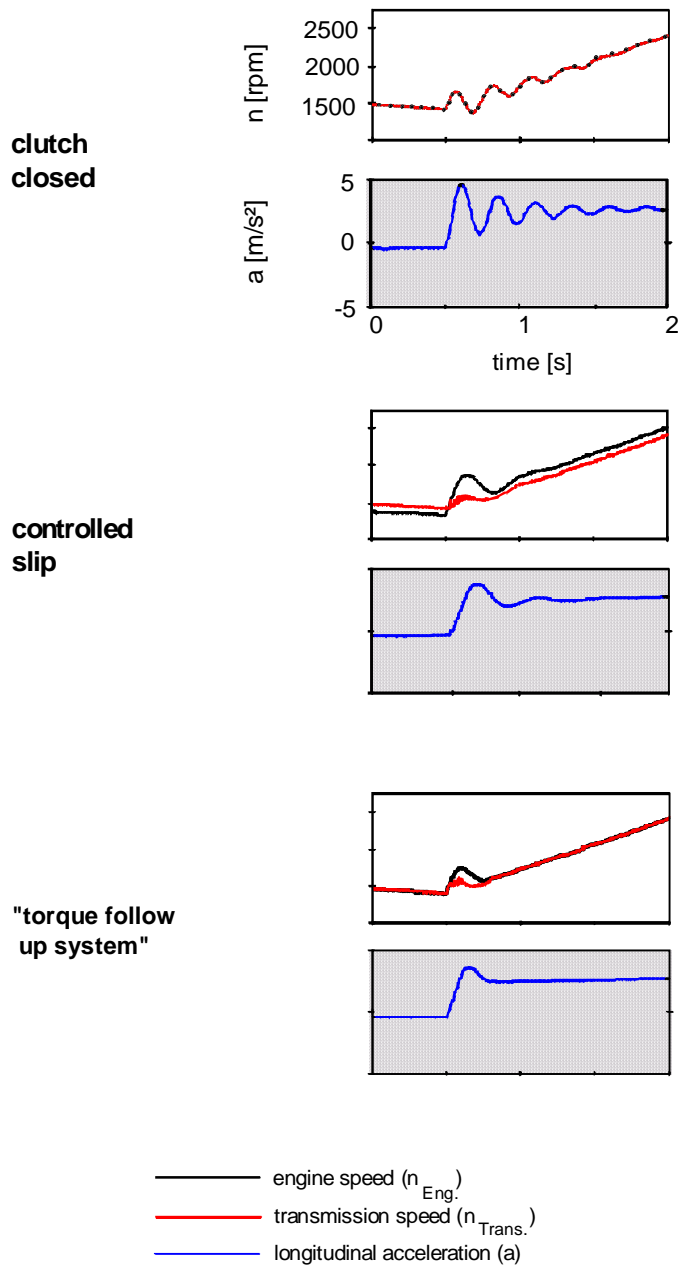 2500
2000
1500
n [rpm]
clutch
closed
5
0
-5
a [m/s²]
0 1 2
time [s]
controlled
slip
"torque follow
up system"
engine speed (n Eng.)
transmission speed (n Trans.)
longitudinal acceleration (a)